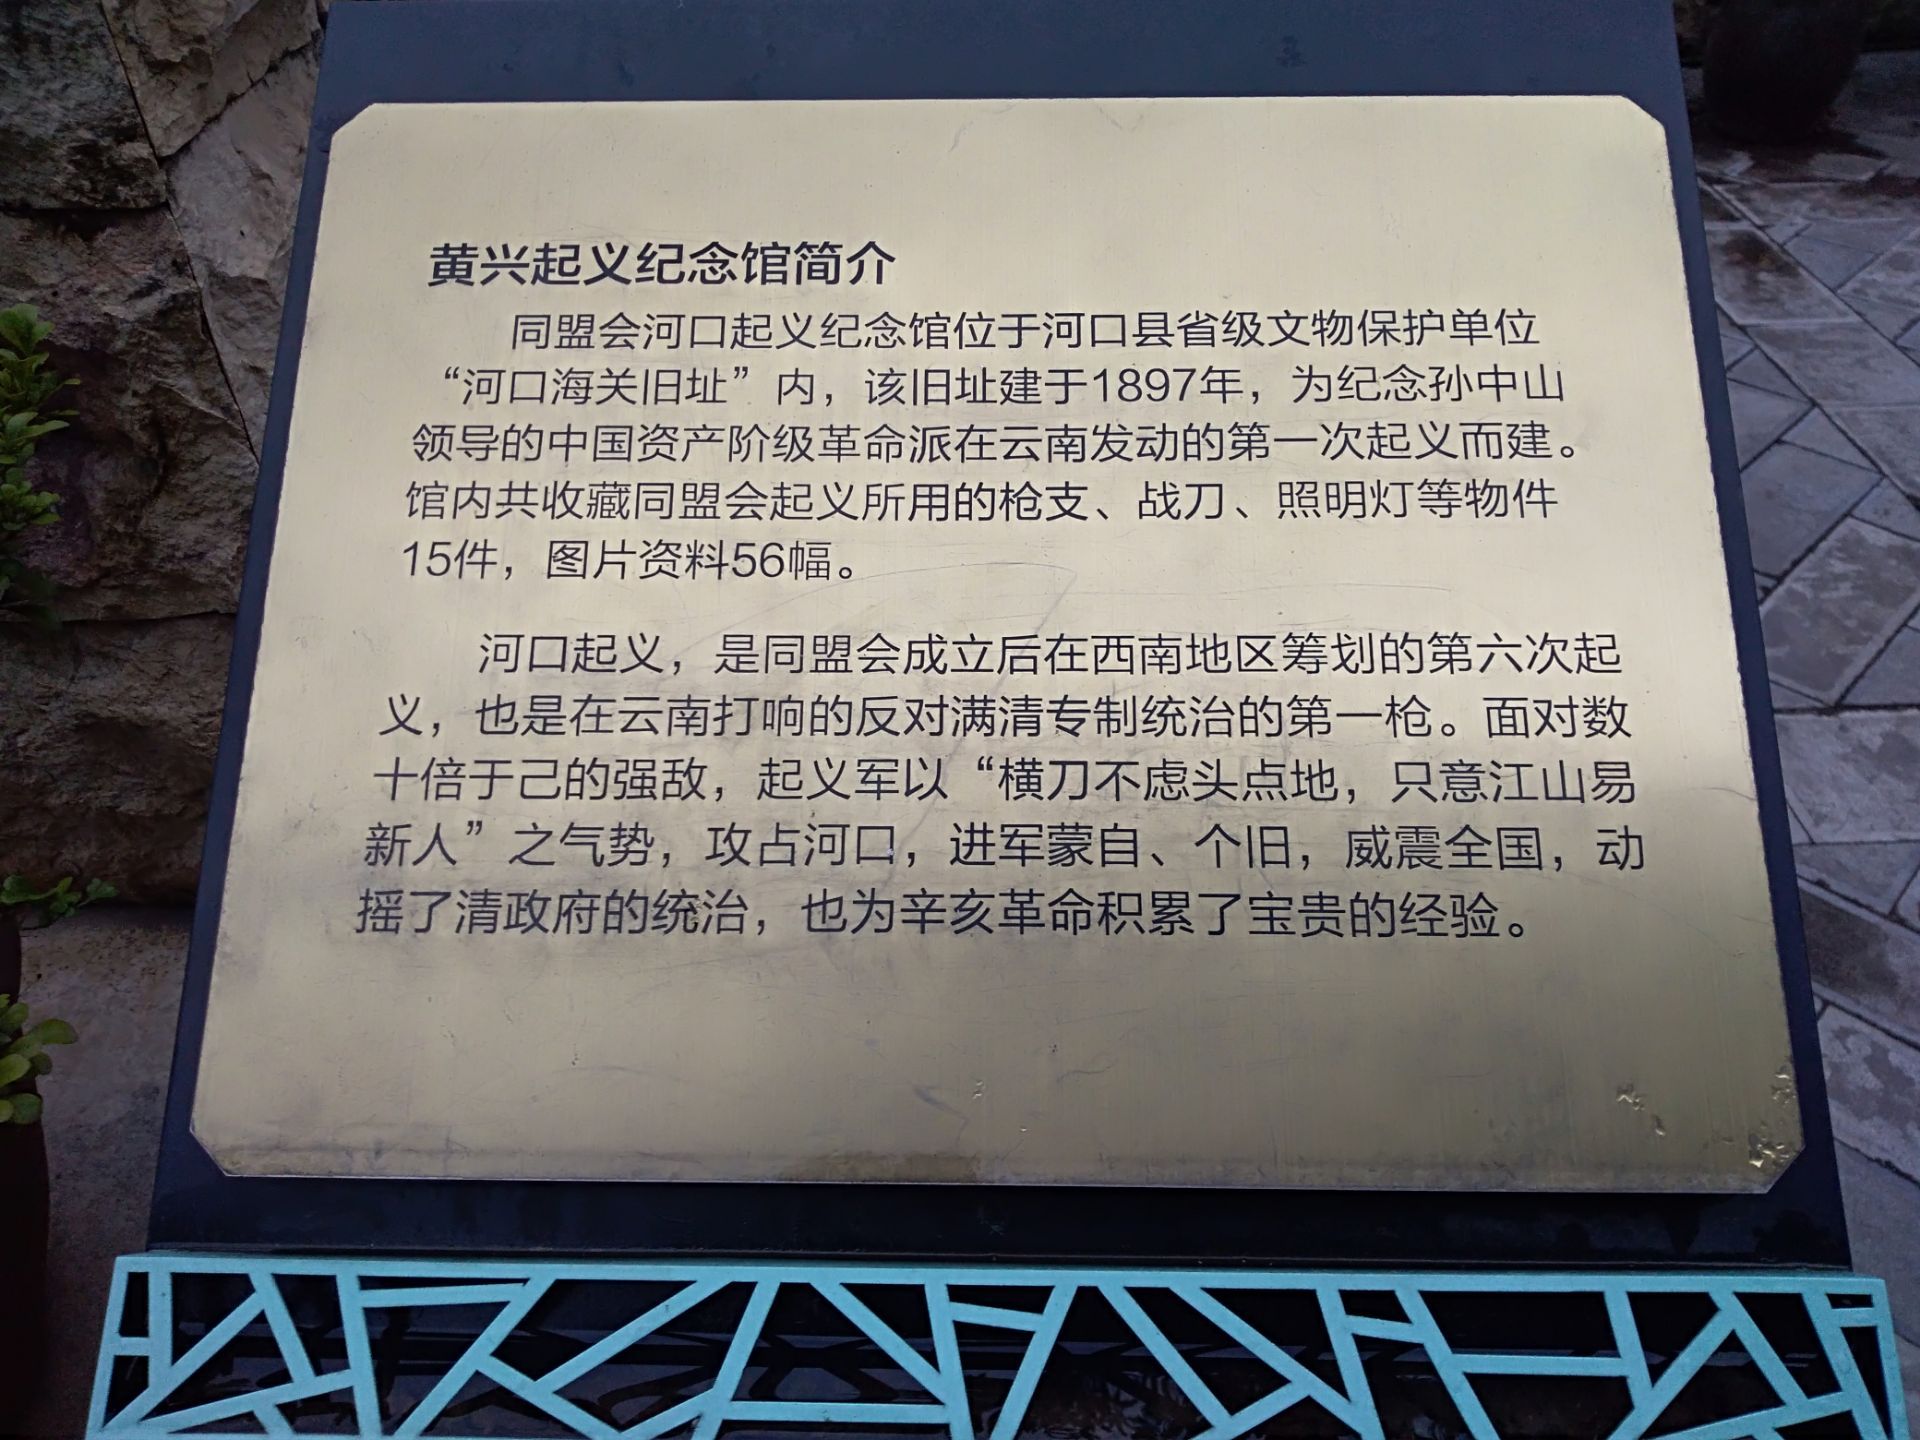 黄兴起义纪念馆简介
同盟会河口起义纪念馆位于河口县省级文物保护单位
“河口海关旧址”内，该旧址建于1897年，为纪念孙中山
领导的中国资产阶级革命派在云南发动的第一次起义而建。
馆内共收藏同盟会起义所用的枪支、战刀、照明灯等物件
15件，图片资料56幅。
河口起义，是同盟会成立后在西南地区筹划的第六次起
义，也是在云南打响的反对满清专制统治的第一枪。面对数
十倍于己的强敌，起义军以“横刀不虑头点地，只意江山易
新人”之气势，攻占河口，进军蒙自、个旧，威震全国，动
摇了清政府的统治，也为辛亥革命积累了宝贵的经验。